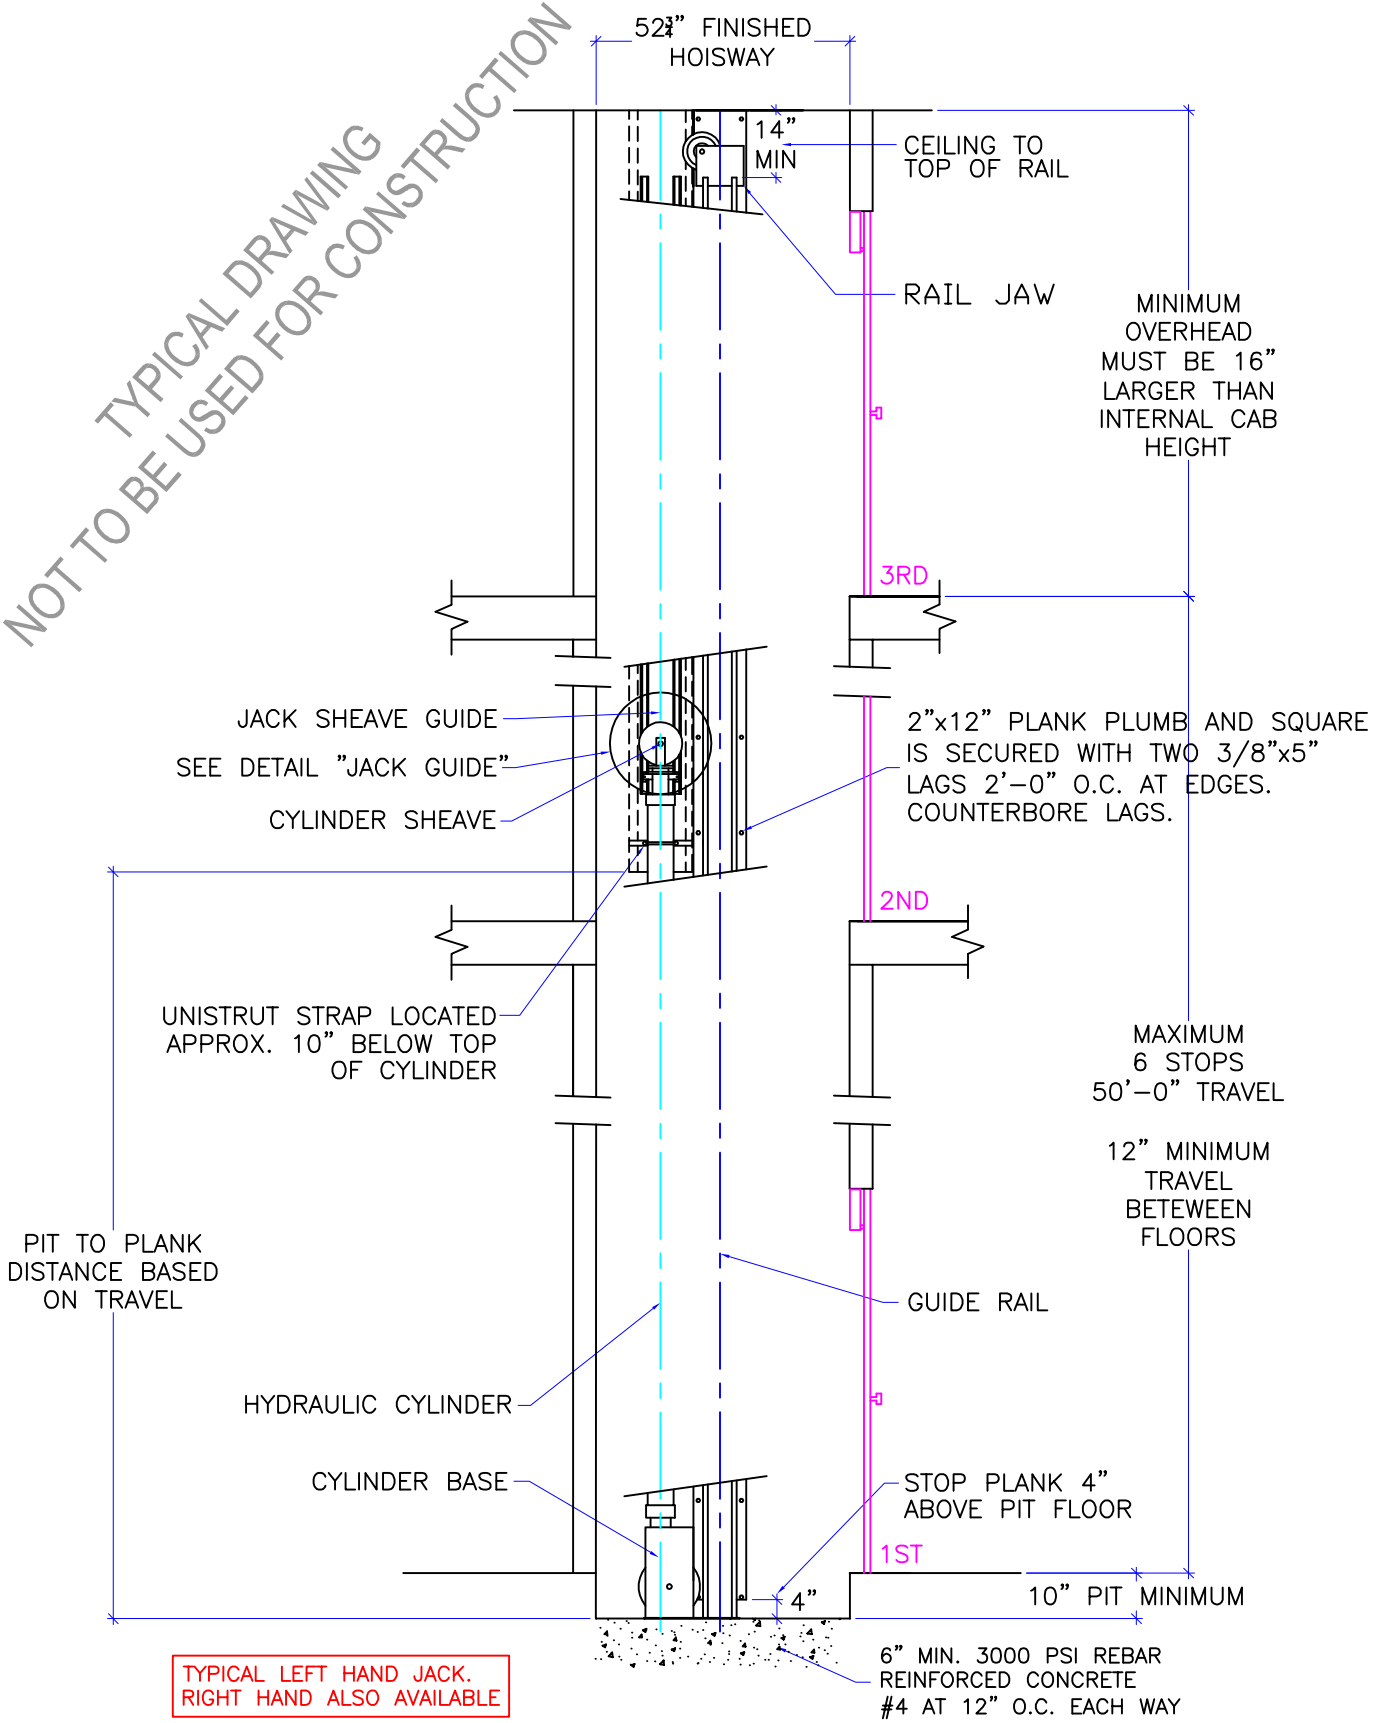 52¾” FINISHED
HOISWAY
TYPICAL DRAWING
NOT TO BE USED FOR CONSTRUCTION
14”
MIN
CEILING TO
TOP OF RAIL
RAIL JAW
MINIMUM
OVERHEAD
MUST BE 16”
LARGER THAN
INTERNAL CAB
HEIGHT
3RD
JACK SHEAVE GUIDE
SEE DETAIL ”JACK GUIDE”
CYLINDER SHEAVE
2”x12” PLANK PLUMB AND SQUARE
IS SECURED WITH TWO 3/8”x5”
LAGS 2’-0” O.C. AT EDGES.
COUNTERBORE LAGS.
2ND
UNISTRUT STRAP LOCATED
APPROX. 10” BELOW TOP
OF CYLINDER
MAXIMUM
6 STOPS
50’-0” TRAVEL
12” MINIMUM
TRAVEL
BETEWEEN
FLOORS
PIT TO PLANK
DISTANCE BASED
ON TRAVEL
GUIDE RAIL
HYDRAULIC CYLINDER
CYLINDER BASE
STOP PLANK 4”
ABOVE PIT FLOOR
1ST
4”
10” PIT MINIMUM
6” MIN. 3000 PSI REBAR
REINFORCED CONCRETE
#4 AT 12” O.C. EACH WAY
TYPICAL LEFT HAND JACK.
RIGHT HAND ALSO AVAILABLE